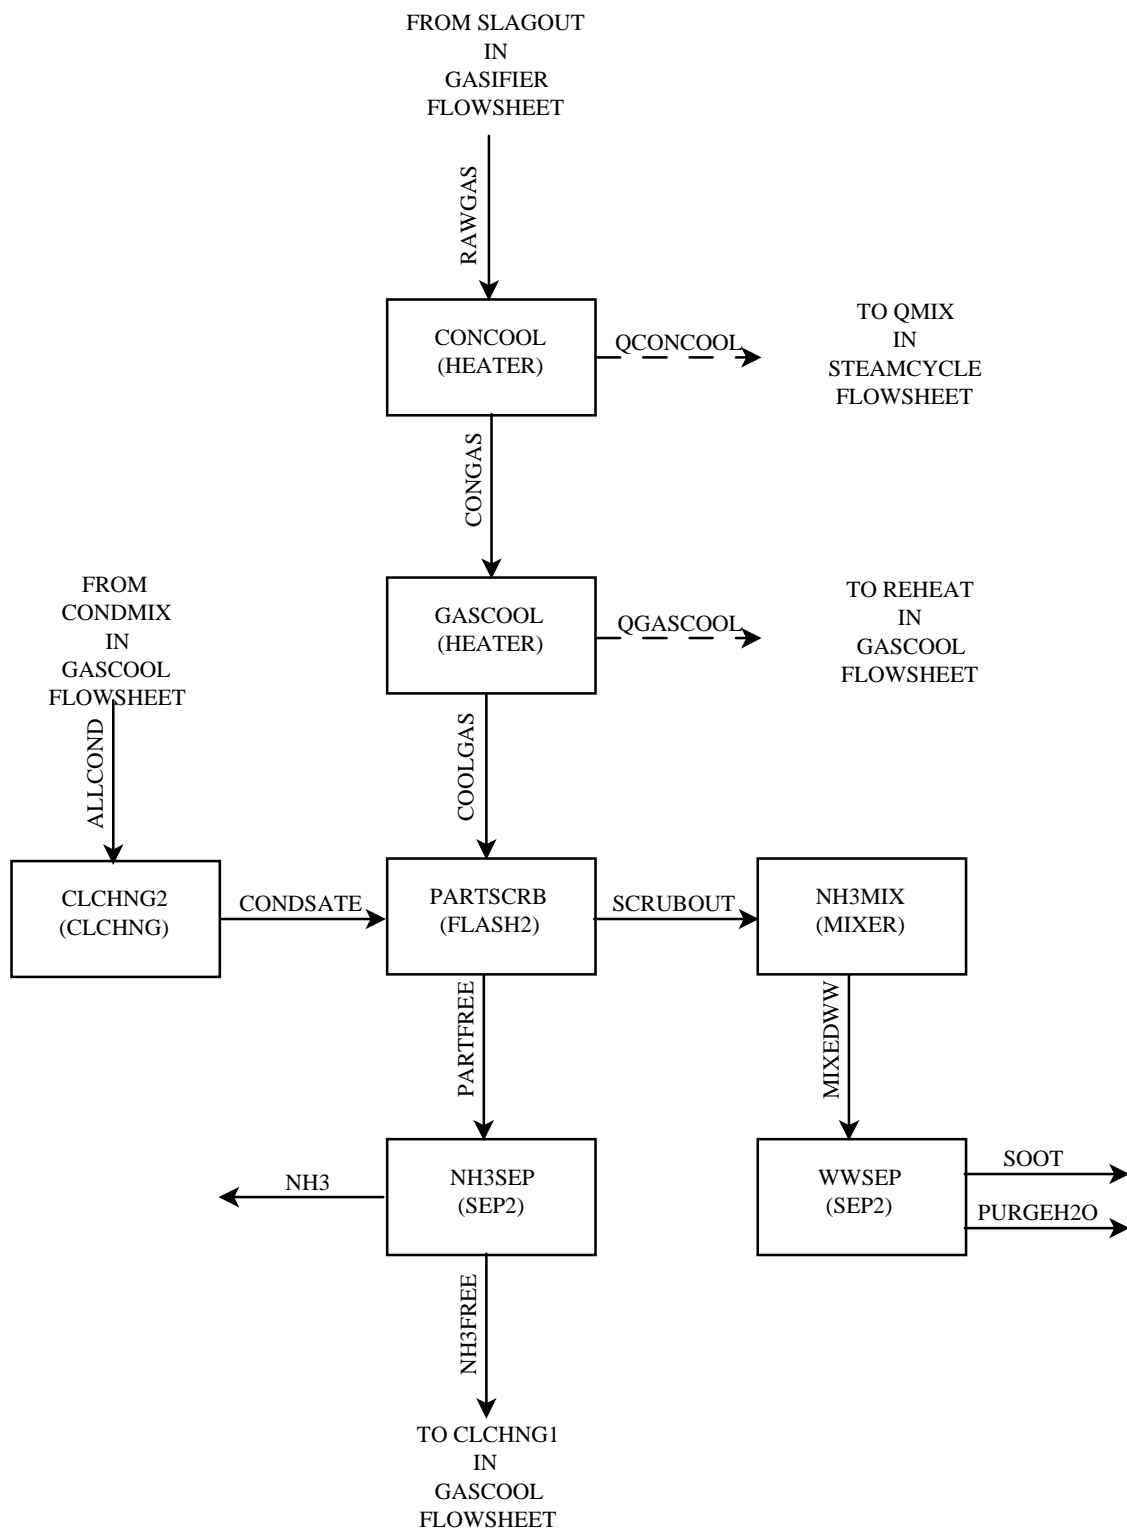 FROM SLAGOUT
IN
GASIFIER
FLOWSHEET
RAWGAS
CONCOOL
(HEATER)
QCONCOOL
TO QMIX
IN
STEAMCYCLE
FLOWSHEET
CONGAS
FROM
CONDMIX
IN
GASCOOL
FLOWSHEET
GASCOOL
(HEATER)
QGASCOOL
TO REHEAT
IN
GASCOOL
FLOWSHEET
ALLCOND
COOLGAS
CLCHNG2
(CLCHNG)
CONDSATE
PARTSCRB
(FLASH2)
SCRUBOUT
NH3MIX
(MIXER)
PARTFREE
MIXEDWW
NH3
NH3SEP
(SEP2)
WWSEP
(SEP2)
SOOT
PURGEH2O
NH3FREE
TO CLCHNG1
IN
GASCOOL
FLOWSHEET